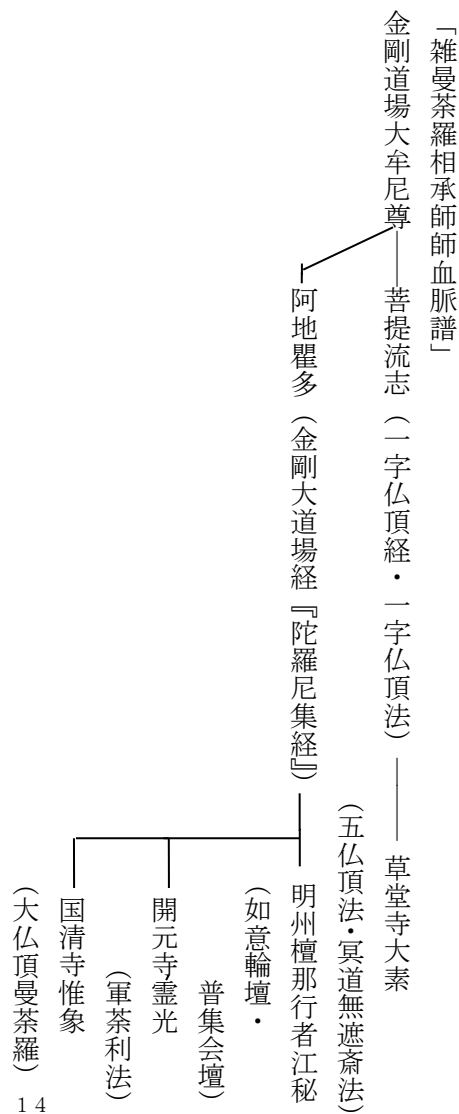 「雑曼荼羅相承師師血脈譜」
金剛道場大牟尼尊――菩提流志（一字仏頂経・一字仏頂法）――草堂寺大素
（五仏頂法・冥道無遮斎法）
阿地瞿多（金剛大道場経『陀羅尼集経』）
明州檀那行者江秘
（如意輪壇・
普集会壇）
開元寺霊光
（軍荼利法）
国清寺惟象
（大仏頂曼荼羅）
14